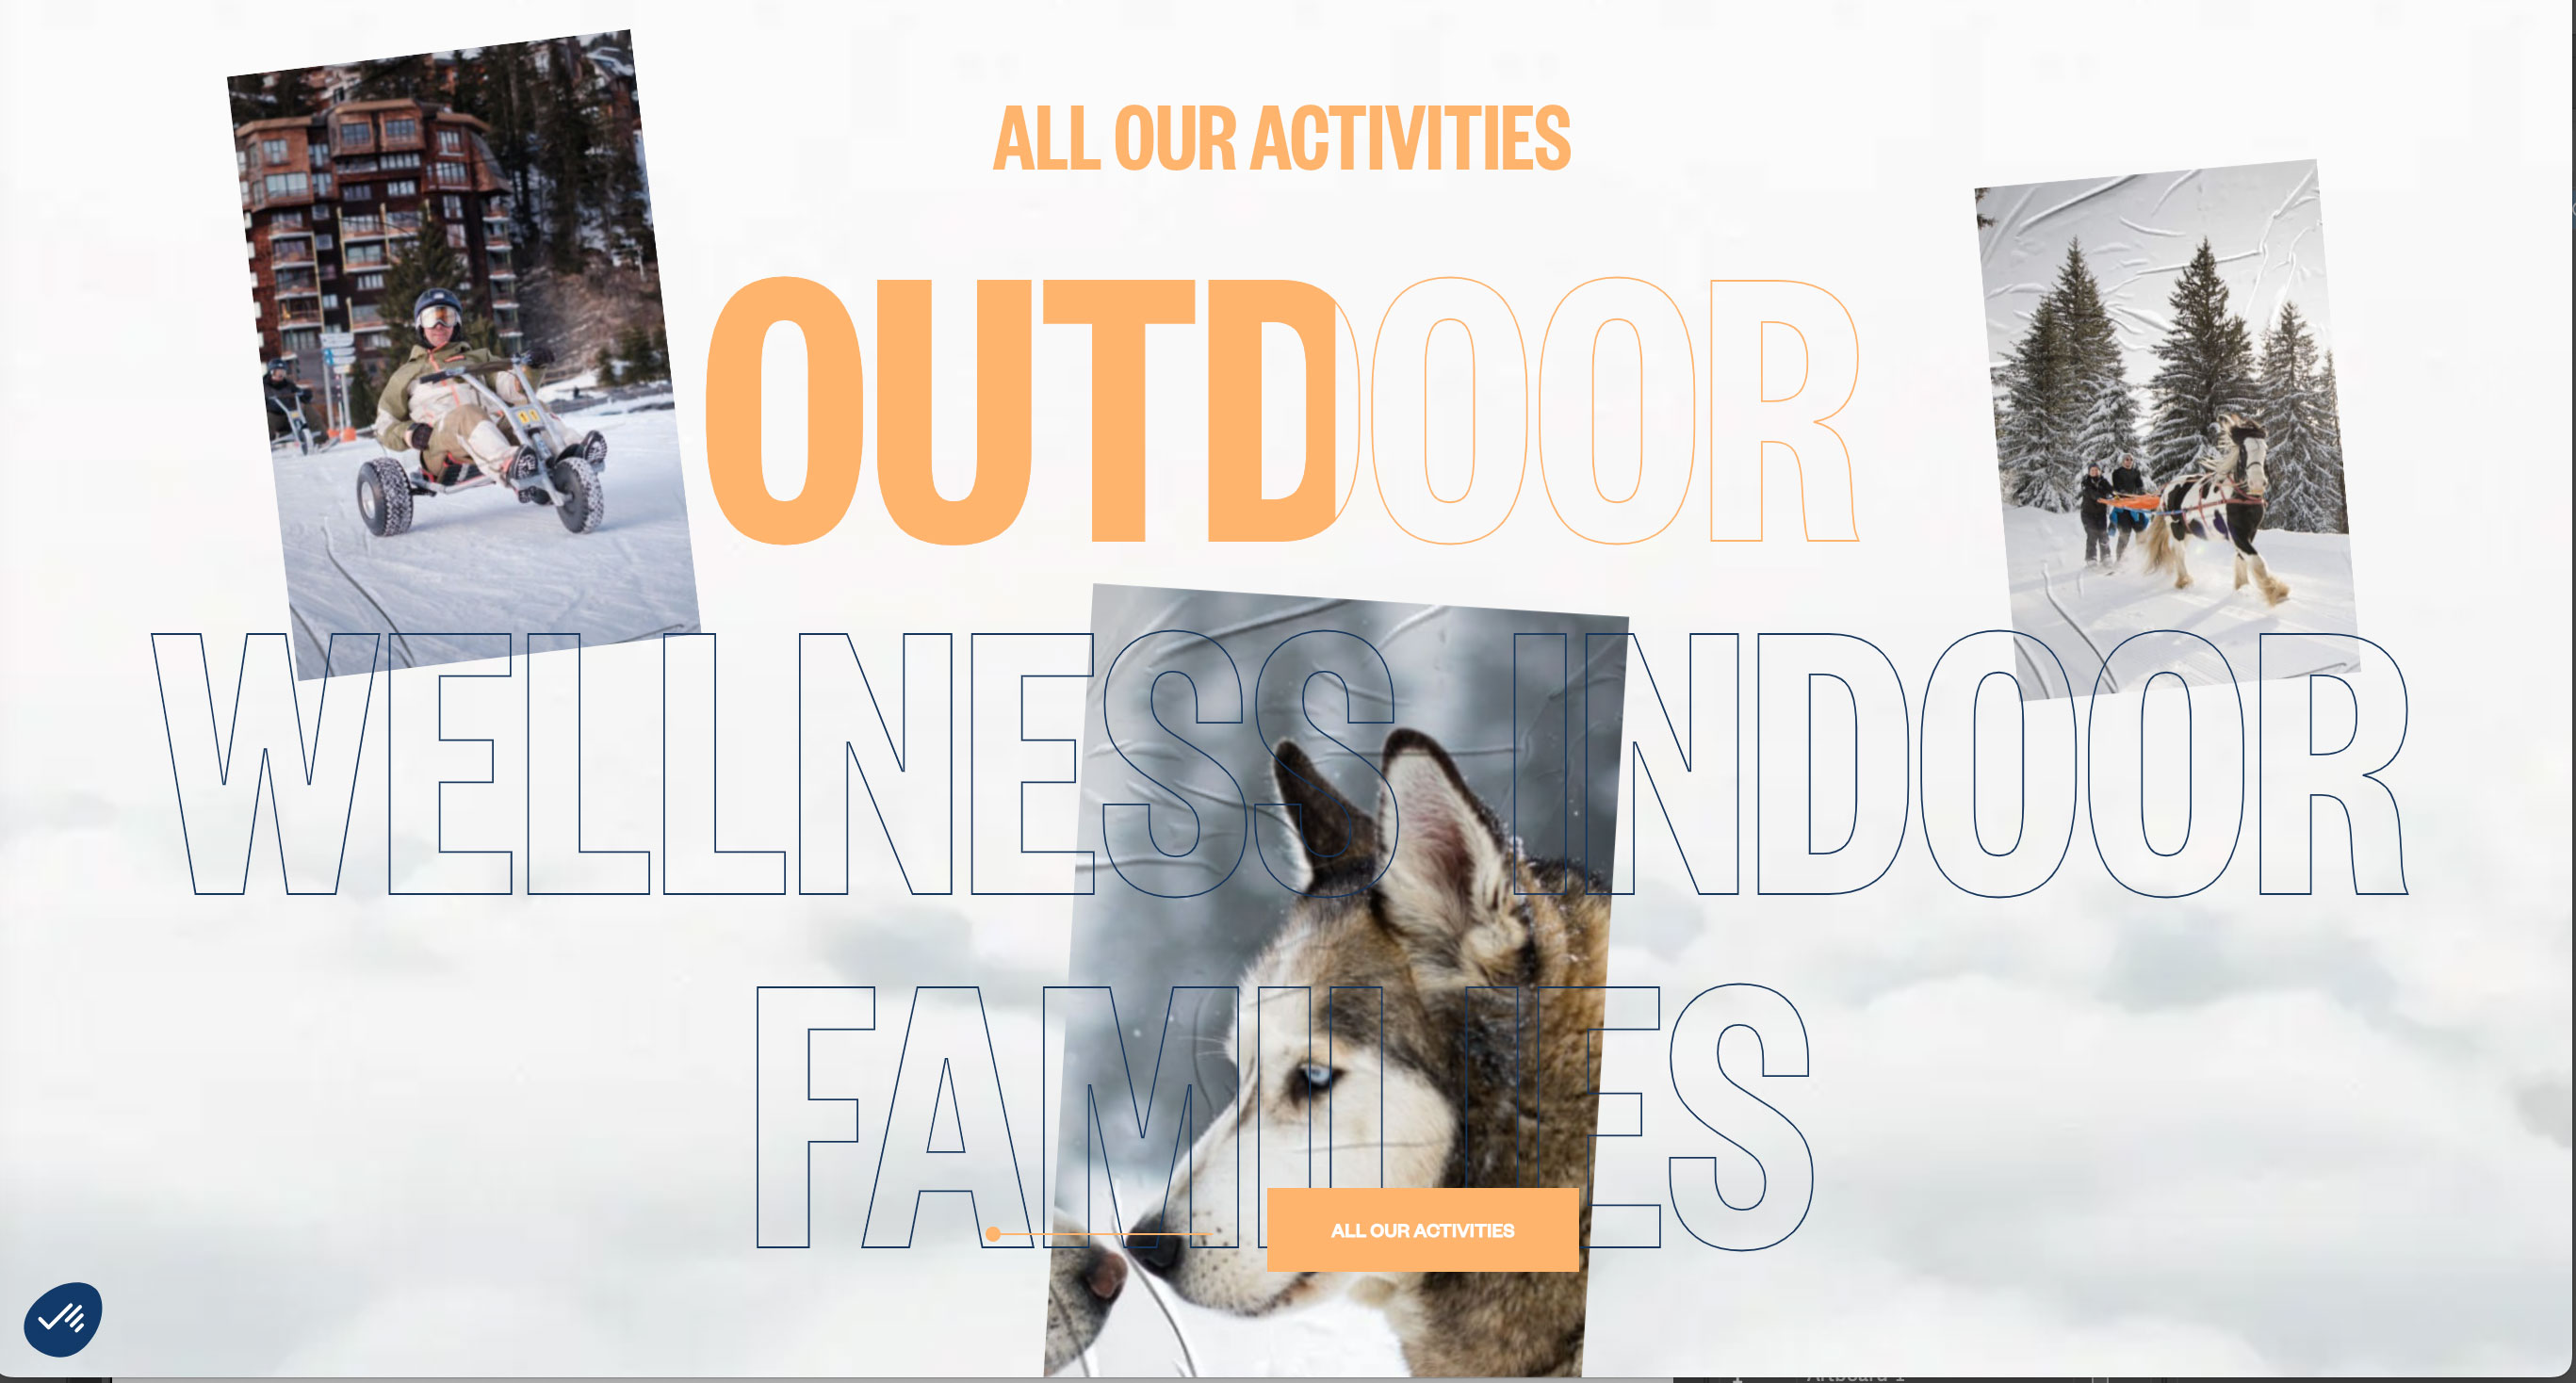 ALL OUR ACTIVITIES
OUTDOOR
WELLNESS INDOOR
FAMILIES
ALL OUR ACTIVITIES